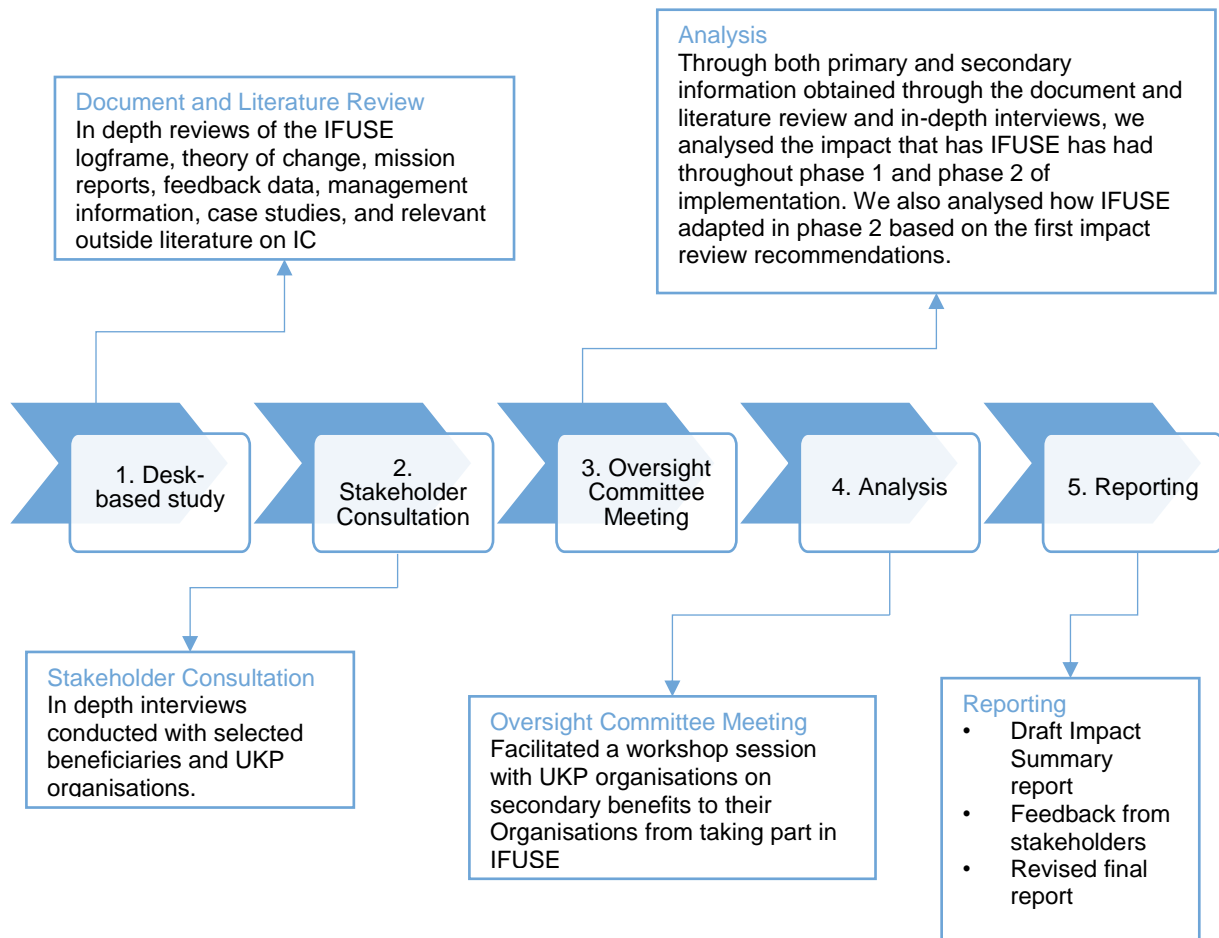 Analysis
Through both primary and secondary
information obtained through the document and
literature review and in-depth interviews, we
analysed the impact that has IFUSE has had
throughout phase 1 and phase 2 of
implementation. We also analysed how IFUSE
adapted in phase 2 based on the first impact
review recommendations.
Document and Literature Review
In depth reviews of the IFUSE
logframe, theory of change, mission
reports, feedback data, management
information, case studies, and relevant
outside literature on IC
1. Desk-
based study
2.
Stakeholder
Consultation
3. Oversight
Committee
Meeting
4. Analysis
5. Reporting
Stakeholder Consultation
In depth interviews
conducted with selected
beneficiaries and UKP
organisations.
Oversight Committee Meeting
Facilitated a workshop session
with UKP organisations on
secondary benefits to their
Organisations from taking part in
IFUSE
Reporting
• Draft Impact
Summary
report
• Feedback from
stakeholders
• Revised final
report